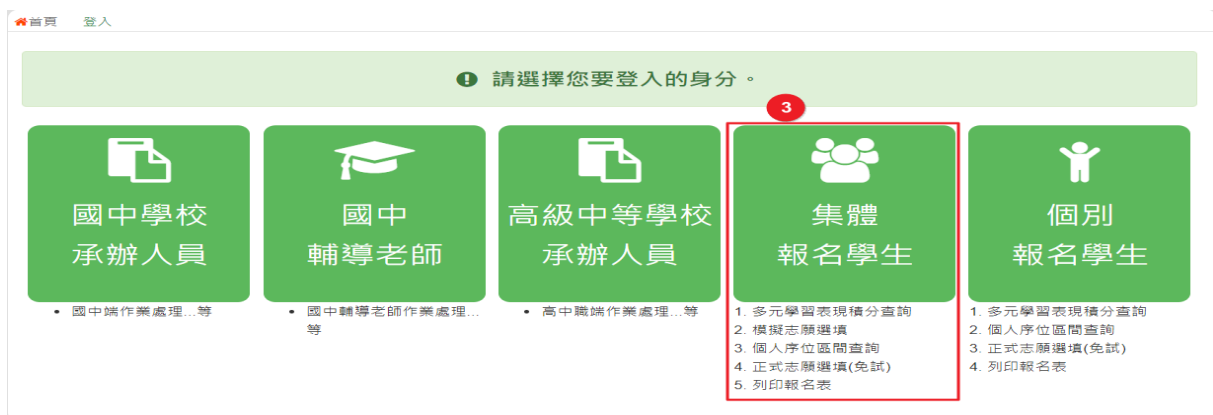 首頁 登入
請選擇您要登入的身分。
3
國中學校
承辦人員
• 國中端作業處理...等
國中
輔導老師
• 國中輔導老師作業處理...
等
高級中等學校
承辦人員
• 高中職端作業處理...等
集體
報名學生
1. 多元學習表現積分查詢
2. 模擬志願選填
3. 個人序位區間查詢
4. 正式志願選填(免試)
5. 列印報名表
個別
報名學生
1. 多元學習表現積分查詢
2. 個人序位區間查詢
3. 正式志願選填(免試)
4. 列印報名表